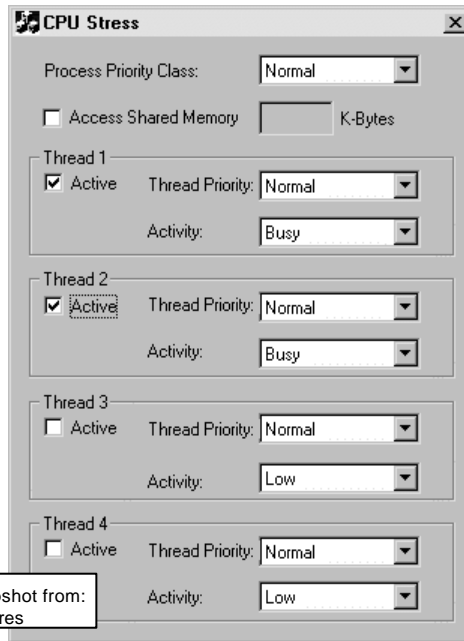 CPU Stress
Process Priority Class: Normal
Access Shared Memory K-Bytes
Thread 1
Active Thread Priority: Normal
Activity: Busy
Thread 2
Active Thread Priority: Normal
Activity: Busy
Thread 3
Active Thread Priority: Normal
Activity: Low
Thread 4
Active Thread Priority: Normal
Activity: Low
from: